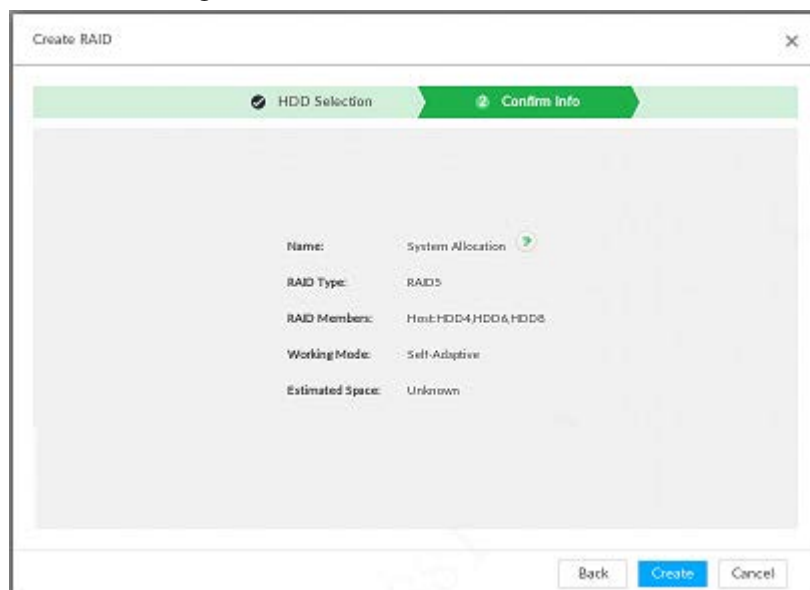 Create RAID
HDD Selection
2 Confirm Info
Name: System Allocation ?
RAID Type: RAID5
RAID Members: Host:HDD4,HDD6,HDD8
Working Mode: Self-Adaptive
Estimated Space: Unknown
Back Create Cancel